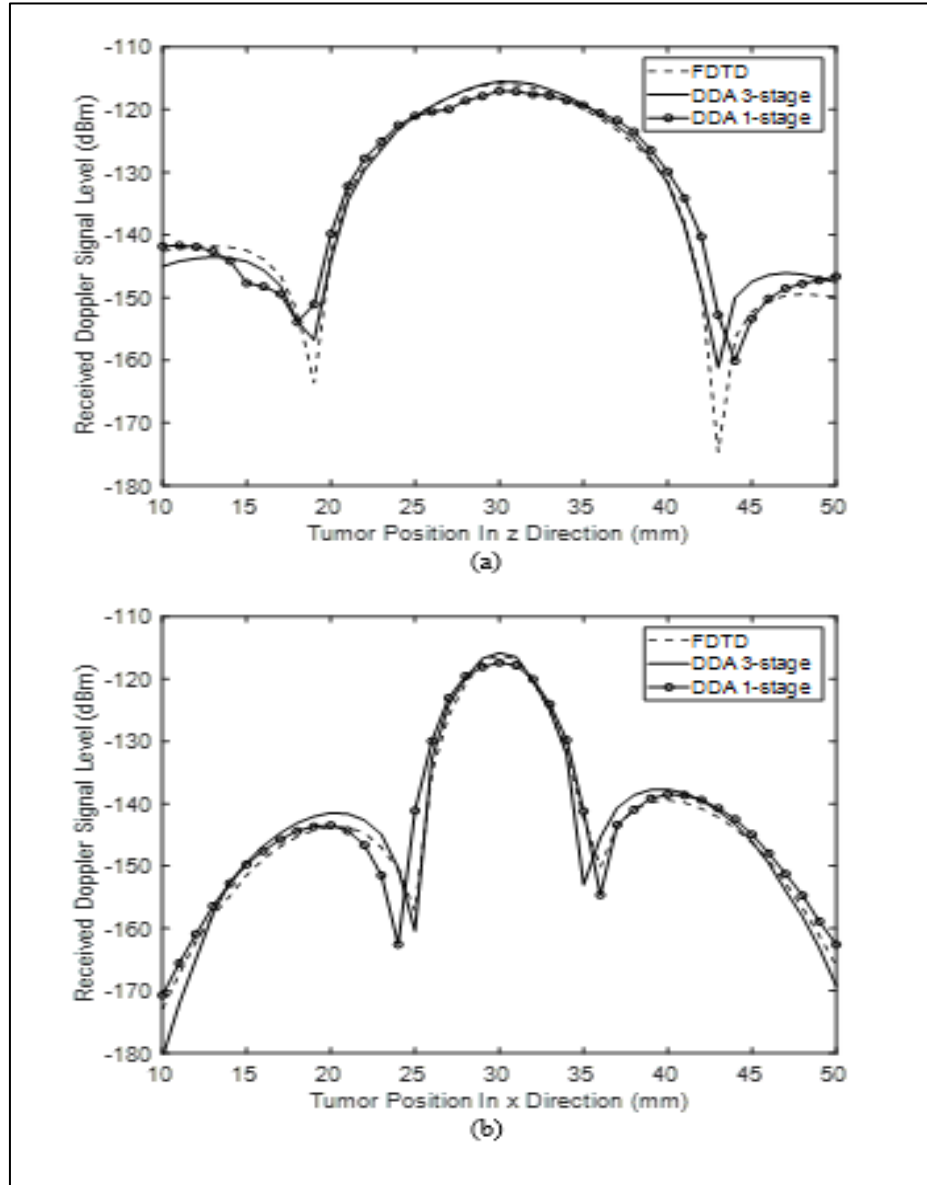 -110
-120
-130
-140
-150
-160
-170
-180
Received Doppler Signal Level (dBm)
FDTD
DDA 3-stage
DDA 1-stage
10 15 20 25 30 35 40 45 50
Tumor Position In z Direction (mm)
(a)
-110
-120
-130
-140
-150
-160
-170
-180
Received Doppler Signal Level (dBm)
FDTD
DDA 3-stage
DDA 1-stage
10 15 20 25 30 35 40 45 50
Tumor Position In x Direction (mm)
(b)